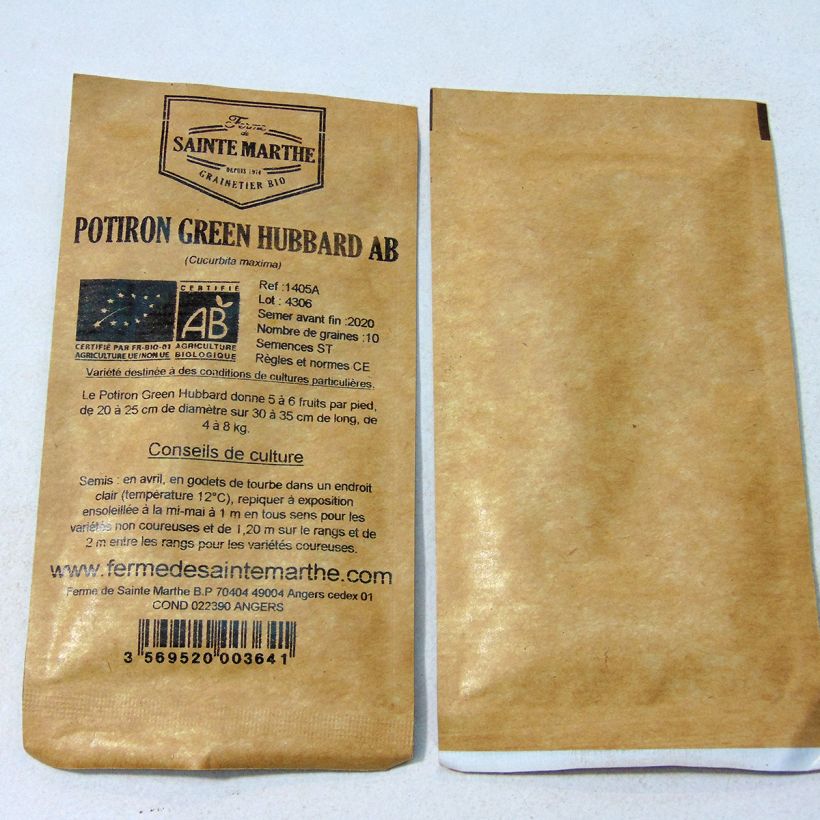 Ferme
de
SAINTE MARTHE
DEPUIS 1974
GRAINETIER BIO
POTIRON GREEN HUBBARD AB
(Cucurbita maxima)
CERTIFIÉ
AB
CERTIFIÉ PAR FR-BIO-01
AGRICULTURE UE/NON UE
AGRICULTURE
BIOLOGIQUE
Ref :1405A
Lot : 4306
Semer avant fin :2020
Nombre de graines :10
Semences ST
Règles et normes CE
Variété destinée à des conditions de cultures particulières.
Le Potiron Green Hubbard donne 5 à 6 fruits par pied,
de 20 à 25 cm de diamètre sur 30 à 35 cm de long, de
4 à 8 kg.
Conseils de culture
Semis : en avril, en godets de tourbe dans un endroit
clair (température 12°C), repiquer à exposition
ensoleillée à la mi-mai à 1 m en tous sens pour les
variétés non coureuses et de 1,20 m sur le rangs et de
2 m entre les rangs pour les variétés coureuses.
www.fermedesaintemarthe.com
Ferme de Sainte Marthe B.P 70404 49004 Angers cedex 01
COND 022390 ANGERS
3 569520 003641